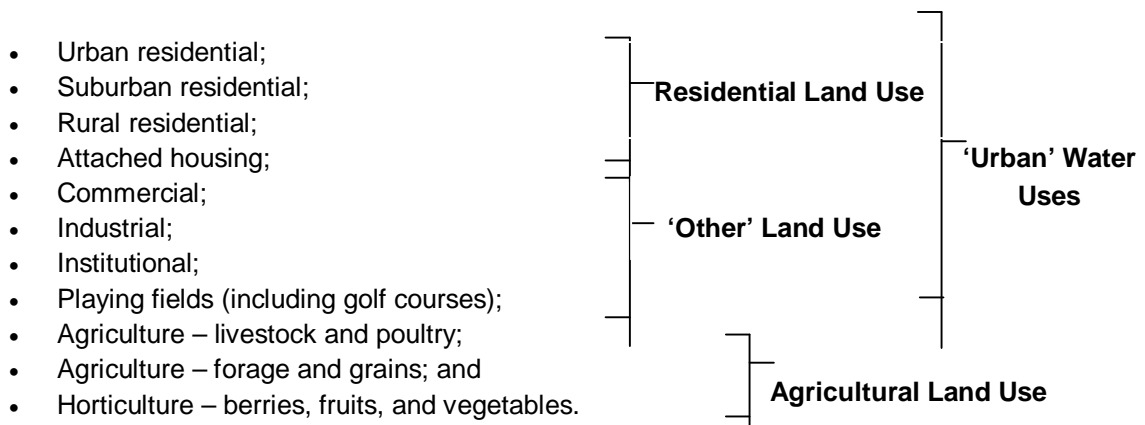 • Urban residential;
• Suburban residential;
• Rural residential;
• Attached housing;
• Commercial;
• Industrial;
• Institutional;
• Playing fields (including golf courses);
• Agriculture – livestock and poultry;
• Agriculture – forage and grains; and
• Horticulture – berries, fruits, and vegetables.
Residential Land Use
‘Other’ Land Use
Agricultural Land Use
‘Urban’ Water
Uses